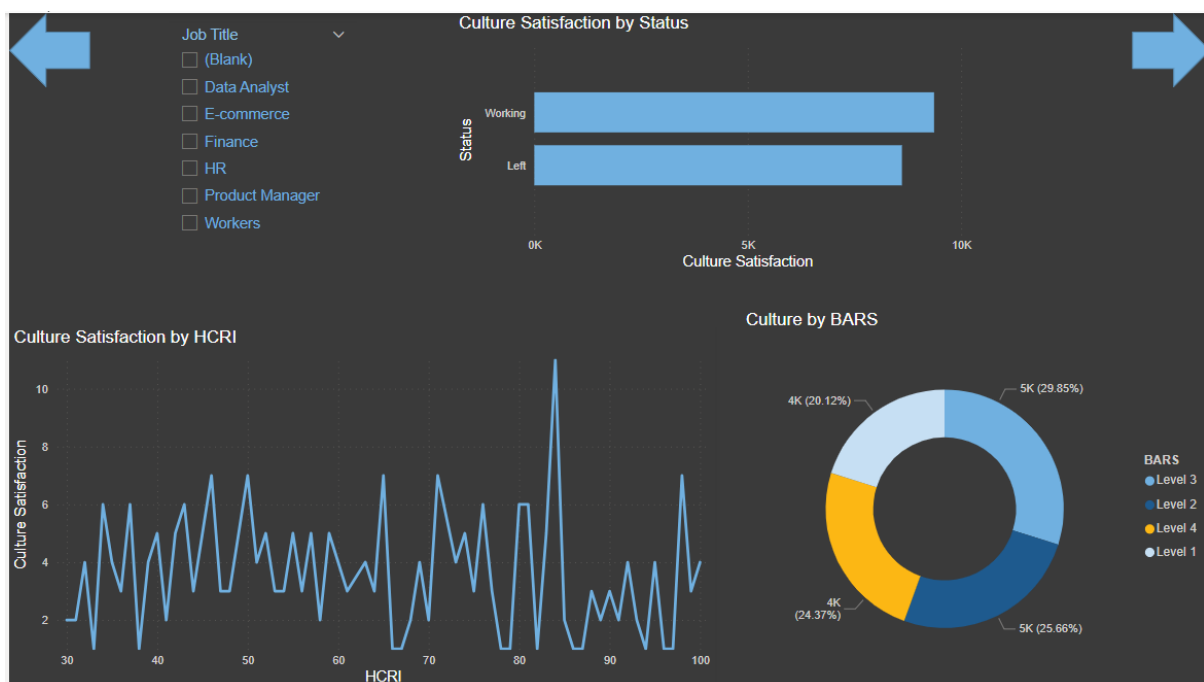 Job Title
(Blank)
Data Analyst
E-commerce
Finance
HR
Product Manager
Workers
Culture Satisfaction by Status
Status
Working
Left
0K
5K
10K
Culture Satisfaction
Culture Satisfaction by HCRI
Culture Satisfaction
10
8
6
4
2
30
40
50
60
70
80
90
100
HCRI
Culture by BARS
4K (20.12%)
5K (29.85%)
4K
(24.37%)
5K (25.66%)
BARS
Level 3
Level 2
Level 4
Level 1